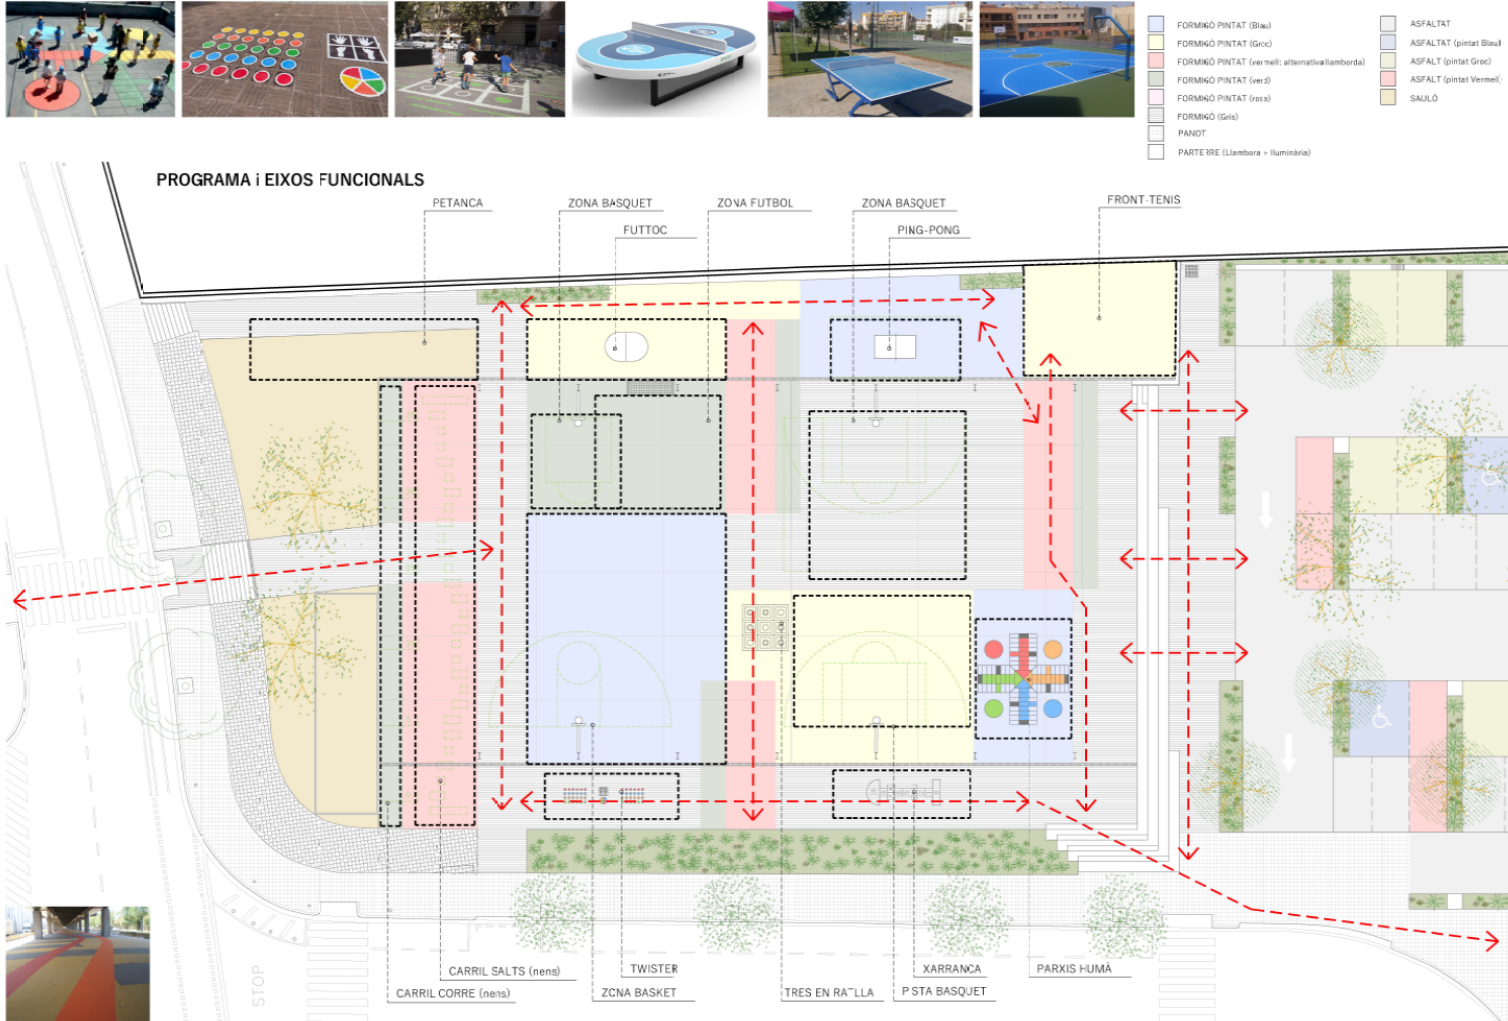 FORMIGÓ PINTAT (Blau)
FORMIGÓ PINTAT (Groc)
FORMIGÓ PINTAT (vermell: alternativa llamborda)
FORMIGÓ PINTAT (verd)
FORMIGÓ PINTAT (rosa)
FORMIGÓ (Gris)
PANOT
PARTERRE (Llambora + Iluminària)
ASFALTAT
ASFALTAT (pintat Blau)
ASFALT (pintat Groc)
ASFALT (pintat Vermell)
SAULÓ
PROGRAMA i EIXOS FUNCIONALS
PETANCA
ZONA BASQUET
ZONA FUTBOL
ZONA BASQUET
FRONT-TENIS
FUTTOC
PING-PONG
CARRIL SALTS (nens)
TWISTER
XARRANCA
PARXIS HUMÀ
CARRIL CORRE (nens)
ZONA BASKET
TRES EN RATLLA
PISTA BASQUET
STOP